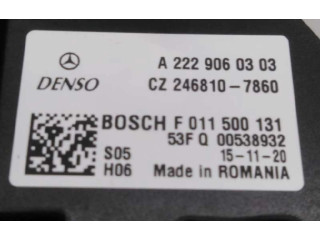 A 222 906 03 03
DENSO CZ 246810-7860
BOSCH F 011 500 131
53F Q 00538932
S05 15-11-20
H06 Made in ROMANIA